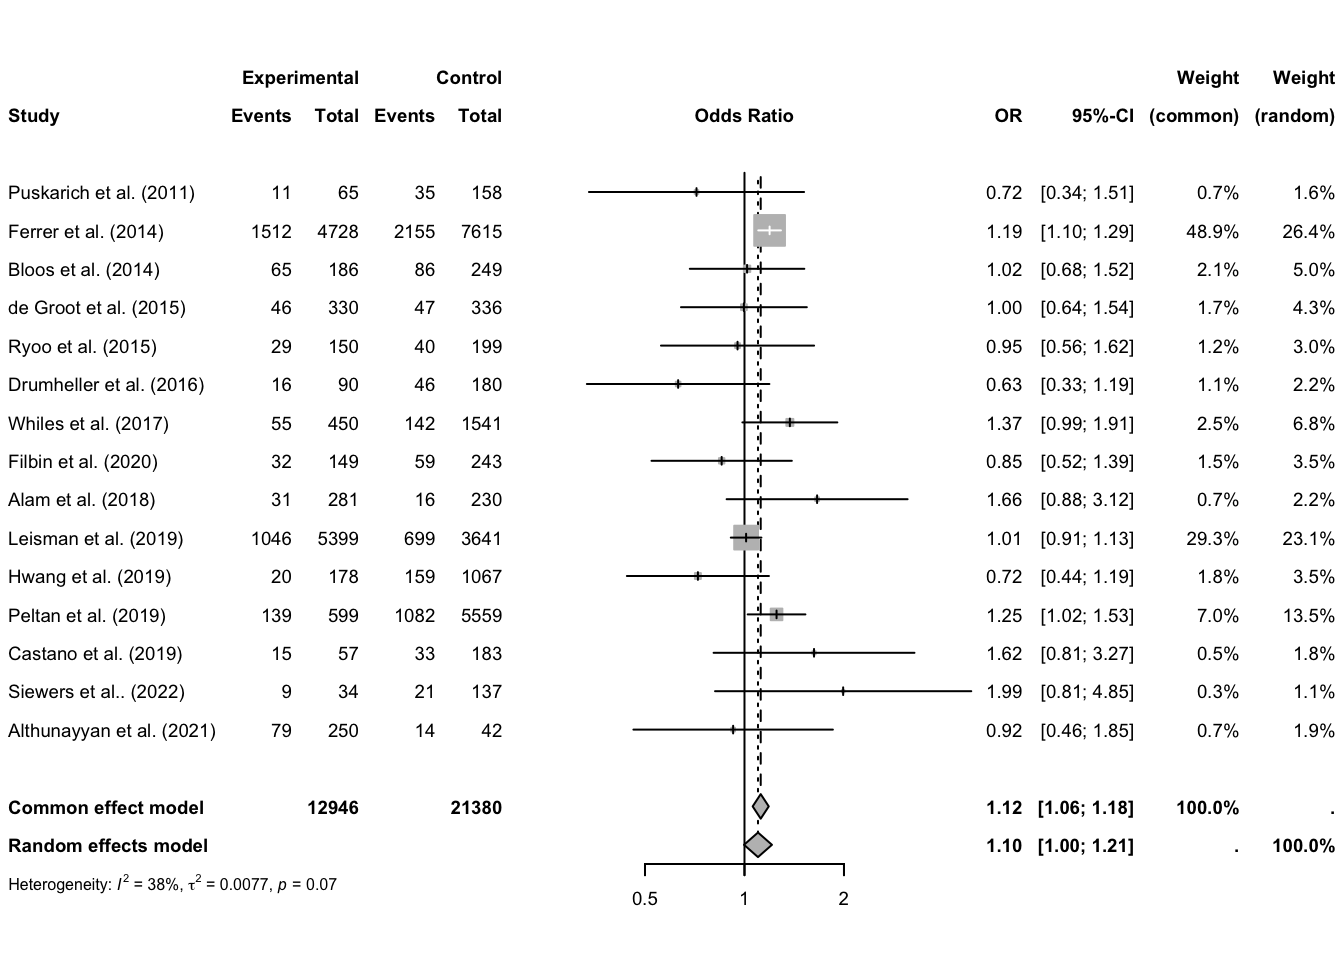 Experimental Control Weight Weight
Study Events Total Events Total Odds Ratio OR 95%-CI (common) (random)
Puskarich et al. (2011) 11 65 35 158 0.72 [0.34; 1.51] 0.7% 1.6%
Ferrer et al. (2014) 1512 4728 2155 7615 1.19 [1.10; 1.29] 48.9% 26.4%
Bloos et al. (2014) 65 186 86 249 1.02 [0.68; 1.52] 2.1% 5.0%
de Groot et al. (2015) 46 330 47 336 1.00 [0.64; 1.54] 1.7% 4.3%
Ryoo et al. (2015) 29 150 40 199 0.95 [0.56; 1.62] 1.2% 3.0%
Drumheller et al. (2016) 16 90 46 180 0.63 [0.33; 1.19] 1.1% 2.2%
Whiles et al. (2017) 55 450 142 1541 1.37 [0.99; 1.91] 2.5% 6.8%
Filbin et al. (2020) 32 149 59 243 0.85 [0.52; 1.39] 1.5% 3.5%
Alam et al. (2018) 31 281 16 230 1.66 [0.88; 3.12] 0.7% 2.2%
Leisman et al. (2019) 1046 5399 699 3641 1.01 [0.91; 1.13] 29.3% 23.1%
Hwang et al. (2019) 20 178 159 1067 0.72 [0.44; 1.19] 1.8% 3.5%
Peltan et al. (2019) 139 599 1082 5559 1.25 [1.02; 1.53] 7.0% 13.5%
Castano et al. (2019) 15 57 33 183 1.62 [0.81; 3.27] 0.5% 1.8%
Siewers et al.. (2022) 9 34 21 137 1.99 [0.81; 4.85] 0.3% 1.1%
Althunayyan et al. (2021) 79 250 14 42 0.92 [0.46; 1.85] 0.7% 1.9%
Common effect model 12946 21380 1.12 [1.06; 1.18] 100.0% .
Random effects model 1.10 [1.00; 1.21] . 100.0%
Heterogeneity: I² = 38%, τ² = 0.0077, p = 0.07
0.5 1 2